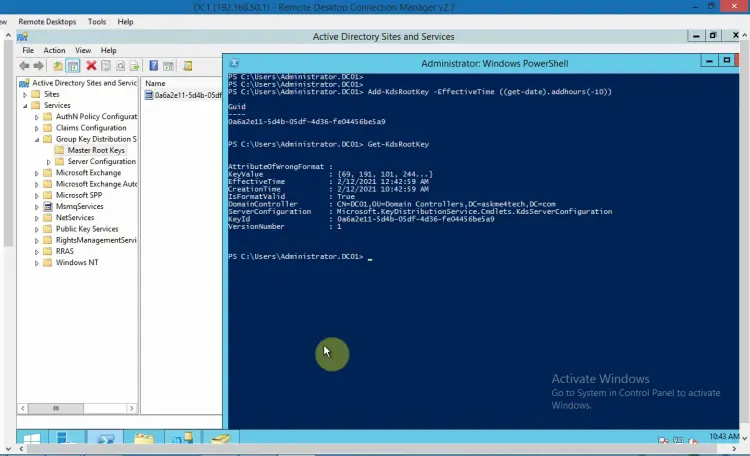 DC1 (192.168.50.1) - Remote Desktop Connection Manager v2.7
ew Remote Desktops Tools Help
Active Directory Sites and Services
File Action View Help
Active Directory Sites and Servic
Sites
Services
AuthN Policy Configurat
Claims Configuration
Group Key Distribution S
Master Root Keys
Server Configuration
Microsoft Exchange
Microsoft Exchange Auto
Microsoft SPP
MsmqServices
NetServices
Public Key Services
RightsManagementServi
RRAS
Windows NT
Name
0a6a2e11-5d4b-05df
Administrator: Windows PowerShell
PS C:\Users\Administrator.DC01>
PS C:\Users\Administrator.DC01>
PS C:\Users\Administrator.DC01> Add-KdsRootKey -EffectiveTime ((get-date).addhours(-10))
Guid
----
0a6a2e11-5d4b-05df-4d36-fe04456be5a9
PS C:\Users\Administrator.DC01> Get-KdsRootKey
AttributeOfWrongFormat :
KeyValue : {69, 191, 101, 244...}
EffectiveTime : 2/12/2021 12:42:59 AM
CreationTime : 2/12/2021 10:42:59 AM
IsFormatValid : True
DomainController : CN=DC01,OU=Domain Controllers,DC=askme4tech,DC=com
ServerConfiguration : Microsoft.KeyDistributionService.Cmdlets.KdsServerConfiguration
KeyId : 0a6a2e11-5d4b-05df-4d36-fe04456be5a9
VersionNumber : 1
PS C:\Users\Administrator.DC01> _
Activate Windows
Go to System in Control Panel to activate
Windows.
10:43 AM